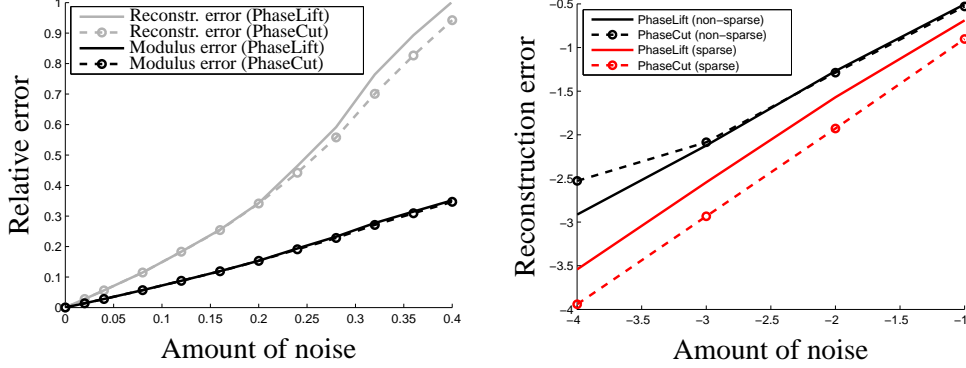 1
0.9
0.8
0.7
0.6
0.5
0.4
0.3
0.2
0.1
0
Relative error
Reconstr. error (PhaseLift)
Reconstr. error (PhaseCut)
Modulus error (PhaseLift)
Modulus error (PhaseCut)
0 0.05 0.1 0.15 0.2 0.25 0.3 0.35 0.4
Amount of noise
−0.5
−1
−1.5
−2
−2.5
−3
−3.5
−4
Reconstruction error
PhaseLift (non−sparse)
PhaseCut (non−sparse)
PhaseLift (sparse)
PhaseCut (sparse)
−4 −3.5 −3 −2.5 −2 −1.5 −1
Amount of noise